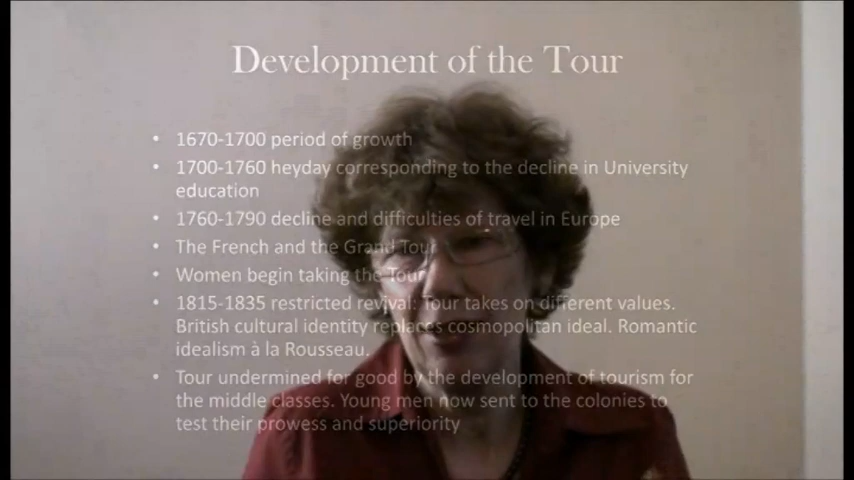 Development of the Tour
• 1670-1700 period of growth
• 1700-1760 heyday corresponding to the decline in University
education
• 1760-1790 decline and difficulties of travel in Europe
• The French and the Grand Tour
• Women begin taking the Tour
• 1815-1835 restricted revival: Tour takes on different values.
British cultural identity replaces cosmopolitan ideal. Romantic
idealism à la Rousseau.
• Tour undermined for good by the development of tourism for
the middle classes. Young men now sent to the colonies to
test their prowess and superiority